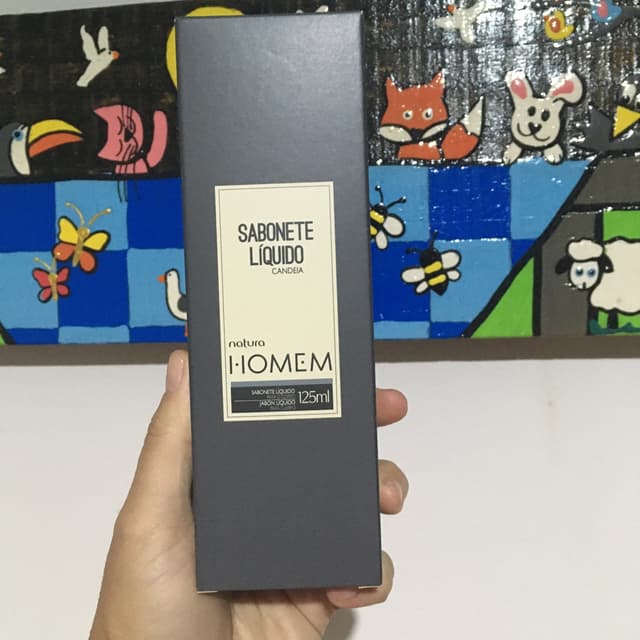 SABONETE
LÍQUIDO
CANDEIA
natura
HOMEM
SABONETE LÍQUIDO
JABÓN LÍQUIDO
125ml